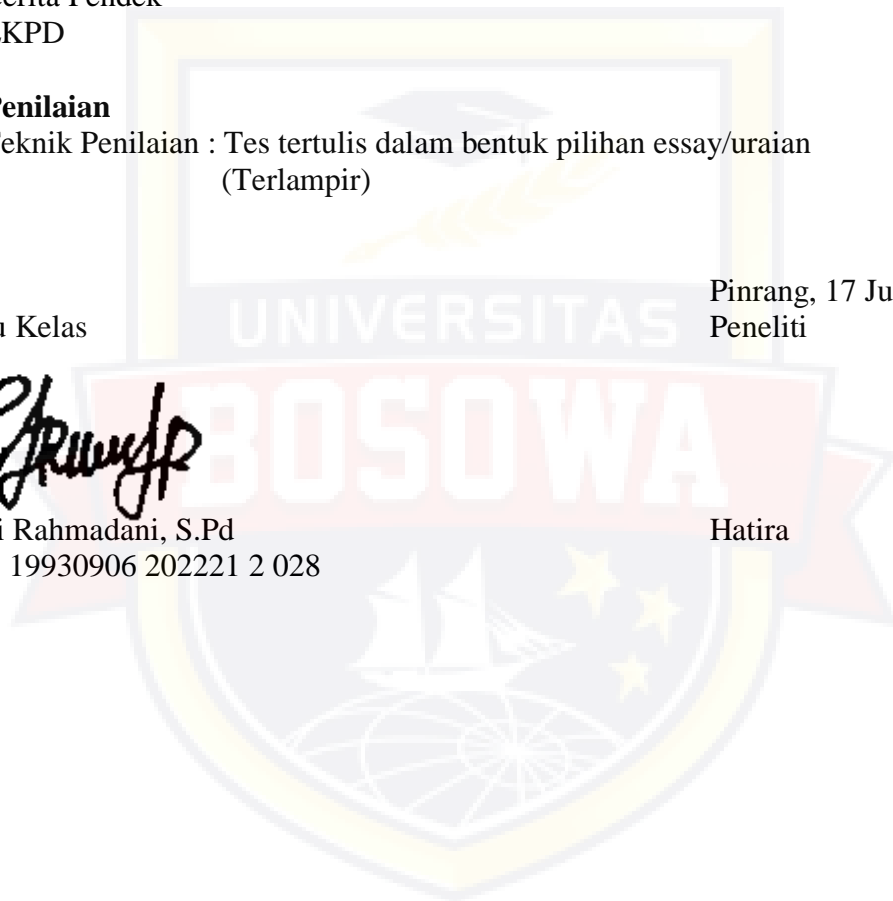 erita Pendek
KPD
Penilaian
eknik Penilaian : Tes tertulis dalam bentuk pilihan essay/uraian
(Terlampir)
Pinrang, 17 Ju
u Kelas
Peneliti
UNIVERSITAS
BOSOWA
i Rahmadani, S.Pd
Hatira
19930906 202221 2 028